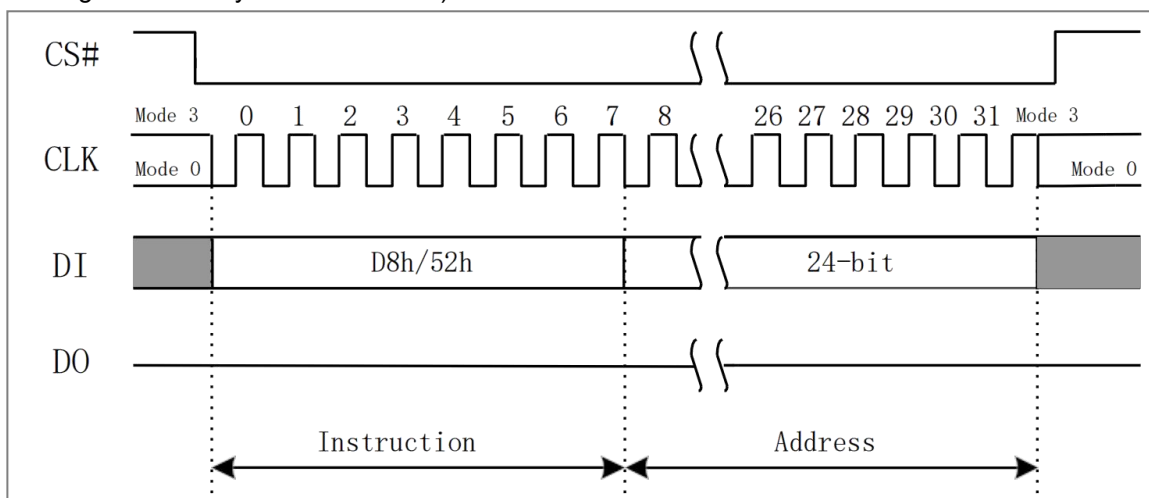 CS#
Mode 3 0 1 2 3 4 5 6 7 8 26 27 28 29 30 31 Mode 3
CLK
Mode 0 Mode 0
DI D8h/52h 24-bit
DO
Instruction Address